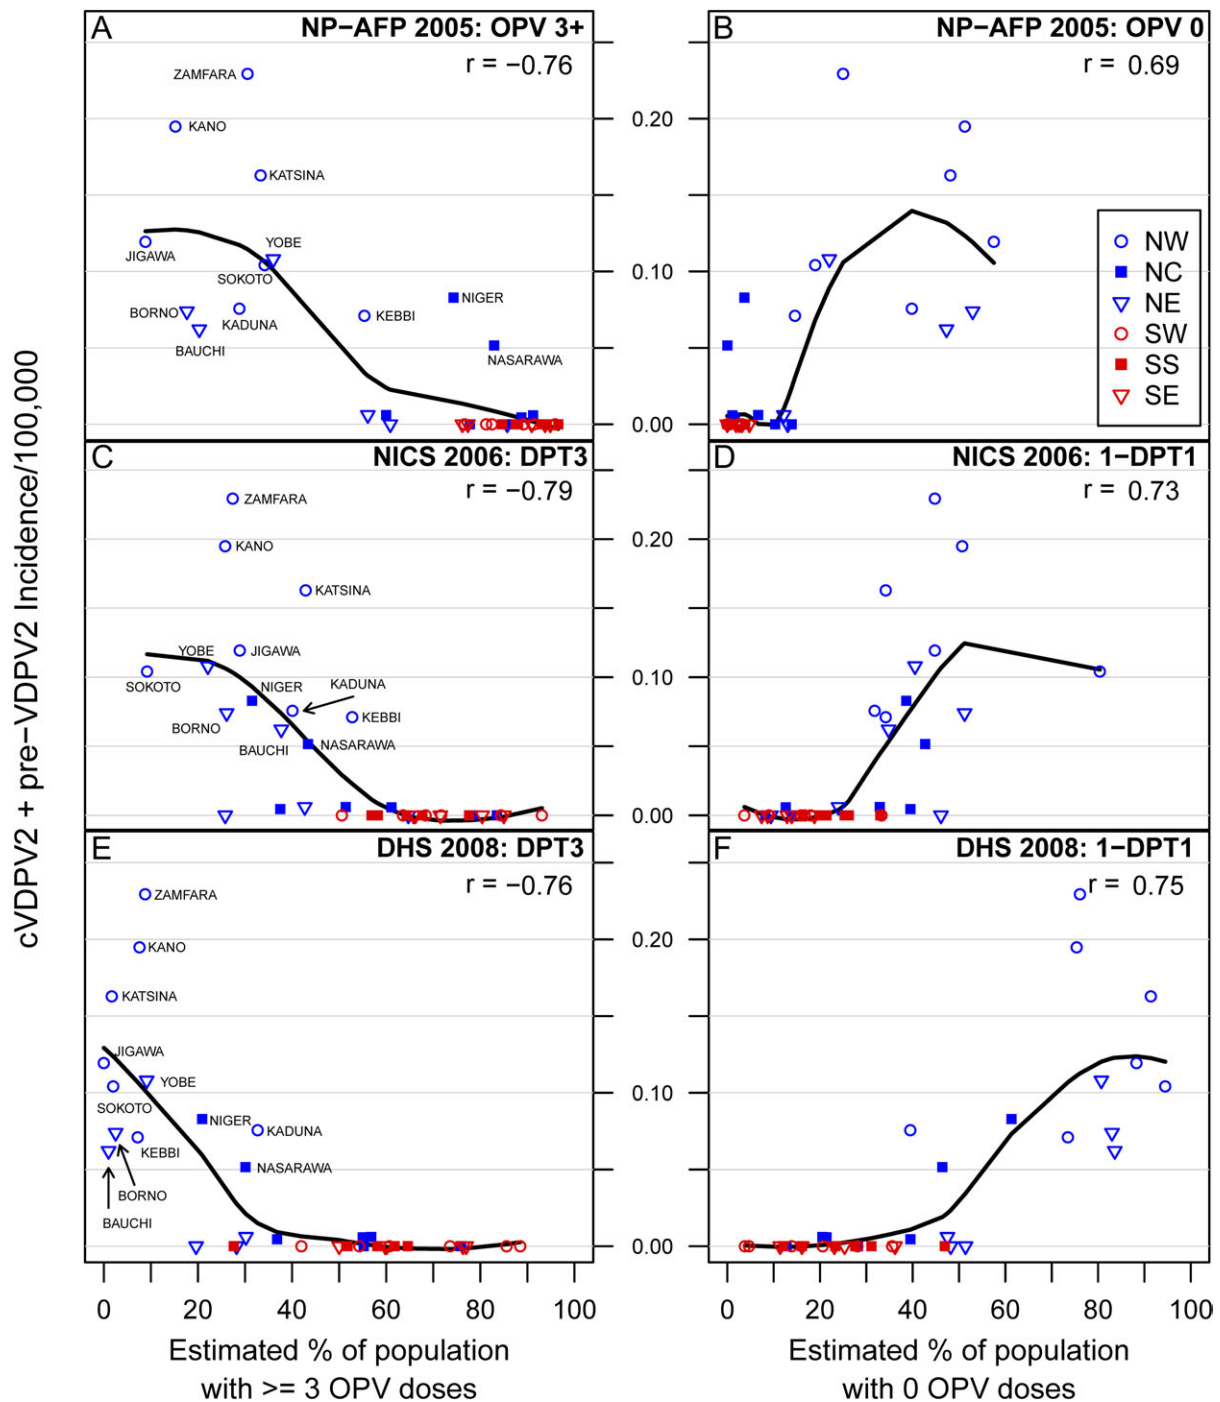 A NP−AFP 2005: OPV 3+
r = −0.76
ZAMFARA
KANO
KATSINA
YOBE
JIGAWA
SOKOTO
BORNO
KADUNA
BAUCHI
KEBBI
NIGER
NASARAWA
B NP−AFP 2005: OPV 0
r = 0.69
0.20
0.10
0.00
NW
NC
NE
SW
SS
SE
C NICS 2006: DPT3
r = −0.79
ZAMFARA
KANO
KATSINA
YOBE
JIGAWA
SOKOTO
NIGER
KADUNA
BORNO
KEBBI
BAUCHI
NASARAWA
D NICS 2006: 1−DPT1
r = 0.73
0.20
0.10
0.00
E DHS 2008: DPT3
r = −0.76
ZAMFARA
KANO
KATSINA
JIGAWA
YOBE
SOKOTO
NIGER
KADUNA
KEBBI
NASARAWA
BORNO
BAUCHI
F DHS 2008: 1−DPT1
r = 0.75
0.20
0.10
0.00
cVDPV2 + pre−VDPV2 Incidence/100,000
0 20 40 60 80 100
Estimated % of population
with >= 3 OPV doses
0 20 40 60 80 100
Estimated % of population
with 0 OPV doses